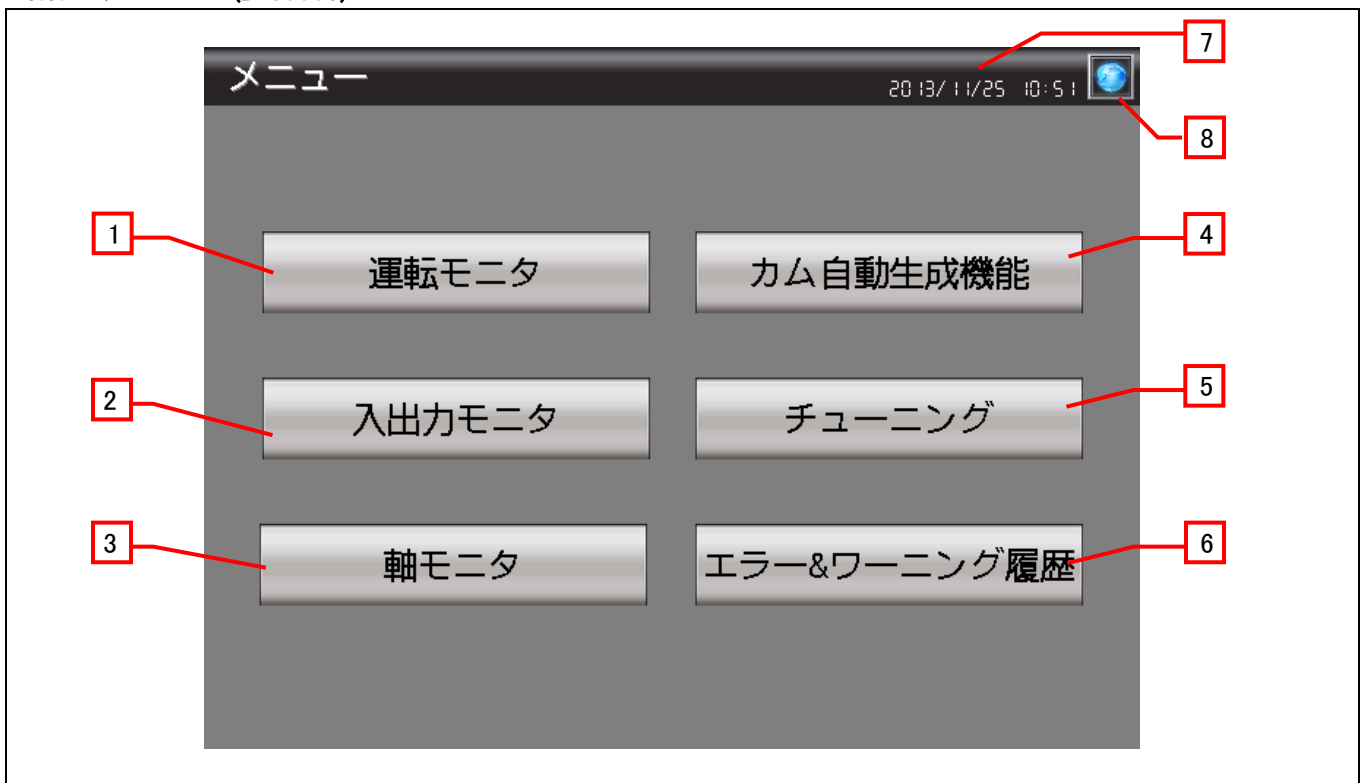 7
メニュー
2013/11/25 10:51
8
1
運転モニタ
カム自動生成機能
4
2
入出力モニタ
チューニング
5
3
軸モニタ
エラー&ワーニング履歴
6